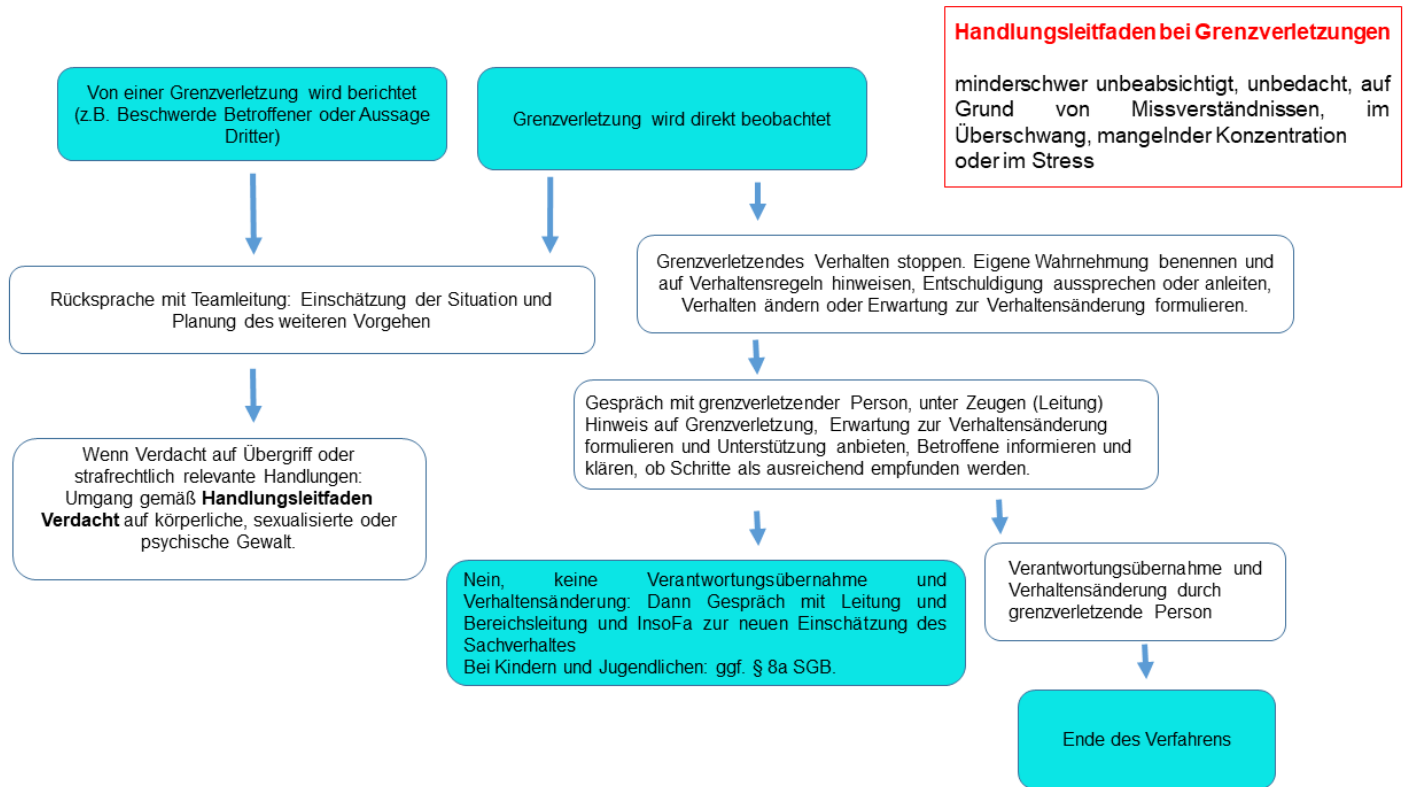 Handlungsleitfaden bei Grenzverletzungen
minderschwer unbeabsichtigt, unbedacht, auf
Grund von Missverständnissen, im
Überschwang, mangelnder Konzentration
oder im Stress
Von einer Grenzverletzung wird berichtet
(z.B. Beschwerde Betroffener oder Aussage
Dritter)
Grenzverletzung wird direkt beobachtet
Rücksprache mit Teamleitung: Einschätzung der Situation und
Planung des weiteren Vorgehen
Grenzverletzendes Verhalten stoppen. Eigene Wahrnehmung benennen und
auf Verhaltensregeln hinweisen, Entschuldigung aussprechen oder anleiten,
Verhalten ändern oder Erwartung zur Verhaltensänderung formulieren.
Gespräch mit grenzverletzender Person, unter Zeugen (Leitung)
Hinweis auf Grenzverletzung, Erwartung zur Verhaltensänderung
formulieren und Unterstützung anbieten, Betroffene informieren und
klären, ob Schritte als ausreichend empfunden werden.
Wenn Verdacht auf Übergriff oder
strafrechtlich relevante Handlungen:
Umgang gemäß Handlungsleitfaden
Verdacht auf körperliche, sexualisierte oder
psychische Gewalt.
Nein, keine Verantwortungsübernahme und
Verhaltensänderung: Dann Gespräch mit Leitung und
Bereichsleitung und InsoFa zur neuen Einschätzung des
Sachverhaltes
Bei Kindern und Jugendlichen: ggf. § 8a SGB.
Verantwortungsübernahme und
Verhaltensänderung durch
grenzverletzende Person
Ende des Verfahrens